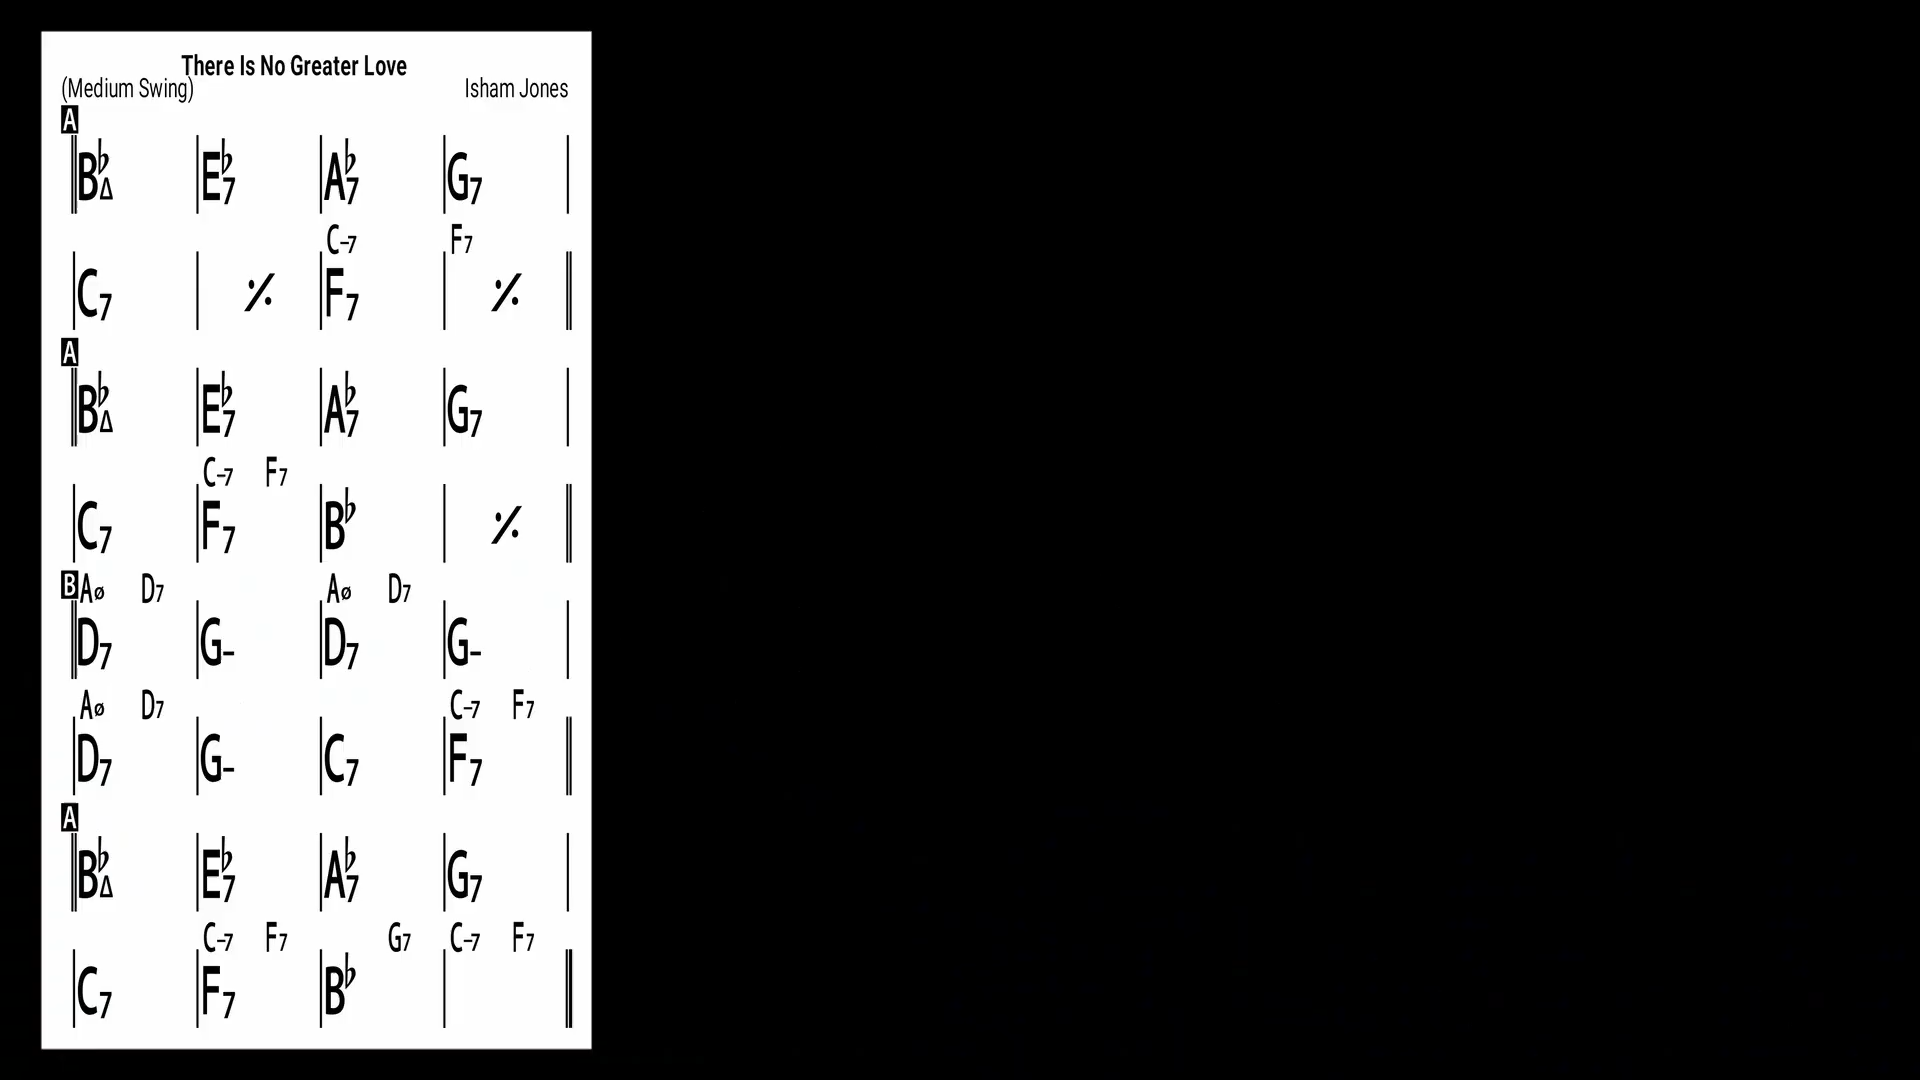 There Is No Greater Love
(Medium Swing) Isham Jones
A
B♭Δ E♭7 A♭7 G7
C-7 F7
C7 𝄎 F7 𝄎
A
B♭Δ E♭7 A♭7 G7
C-7 F7
C7 F7 B♭ 𝄎
B Aø D7 Aø D7
D7 G- D7 G-
Aø D7 C-7 F7
D7 G- C7 F7
A
B♭Δ E♭7 A♭7 G7
C-7 F7 G7 C-7 F7
C7 F7 B♭